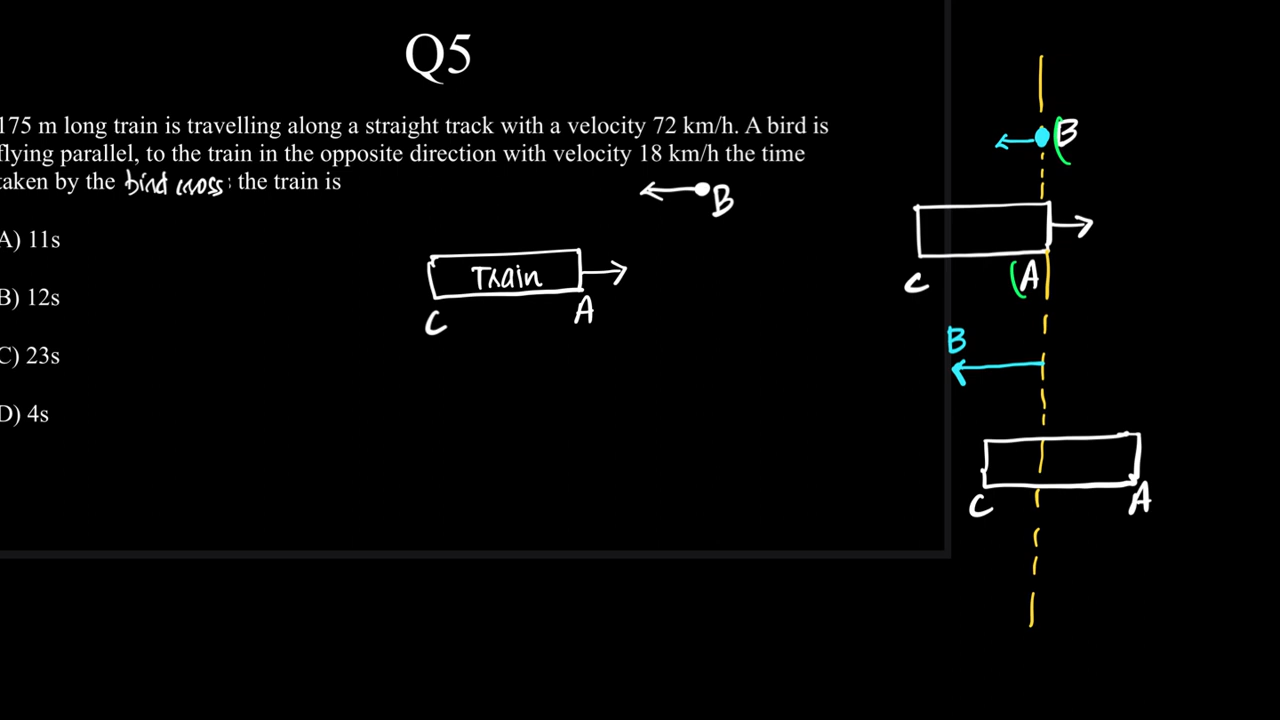 Q5
175 m long train is travelling along a straight track with a velocity 72 km/h. A bird is
flying parallel, to the train in the opposite direction with velocity 18 km/h the time
taken by the bird cross the train is
A) 11s
B) 12s
C) 23s
D) 4s
B
Train
C A
B
C (A
B
C A